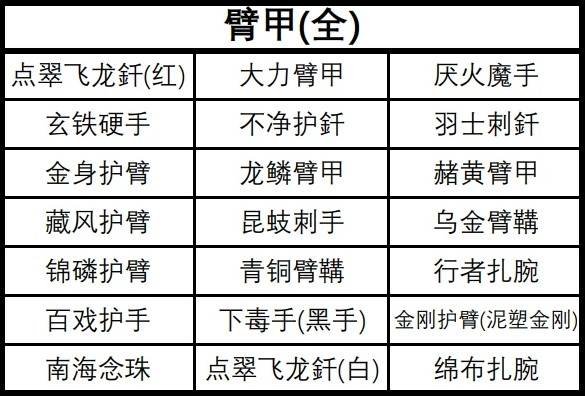 臂甲(全)
点翠飞龙釬(红) 大力臂甲 厌火魔手
玄铁硬手 不净护釬 羽士刺釬
金身护臂 龙鳞臂甲 赭黄臂甲
藏风护臂 昆蚑刺手 乌金臂鞲
锦磷护臂 青铜臂鞲 行者扎腕
百戏护手 下毒手(黑手) 金刚护臂(泥塑金刚)
南海念珠 点翠飞龙釬(白) 绵布扎腕